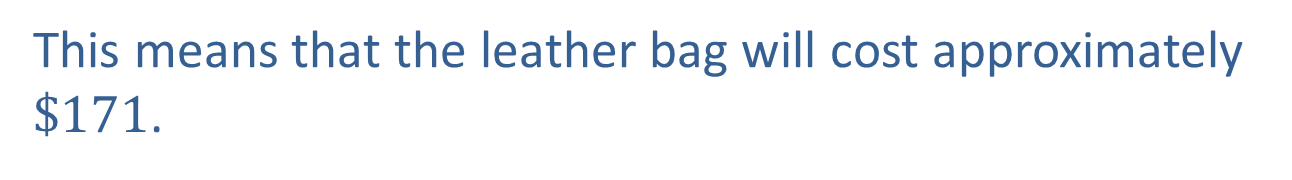 This means that the leather bag will cost approximately
$171.